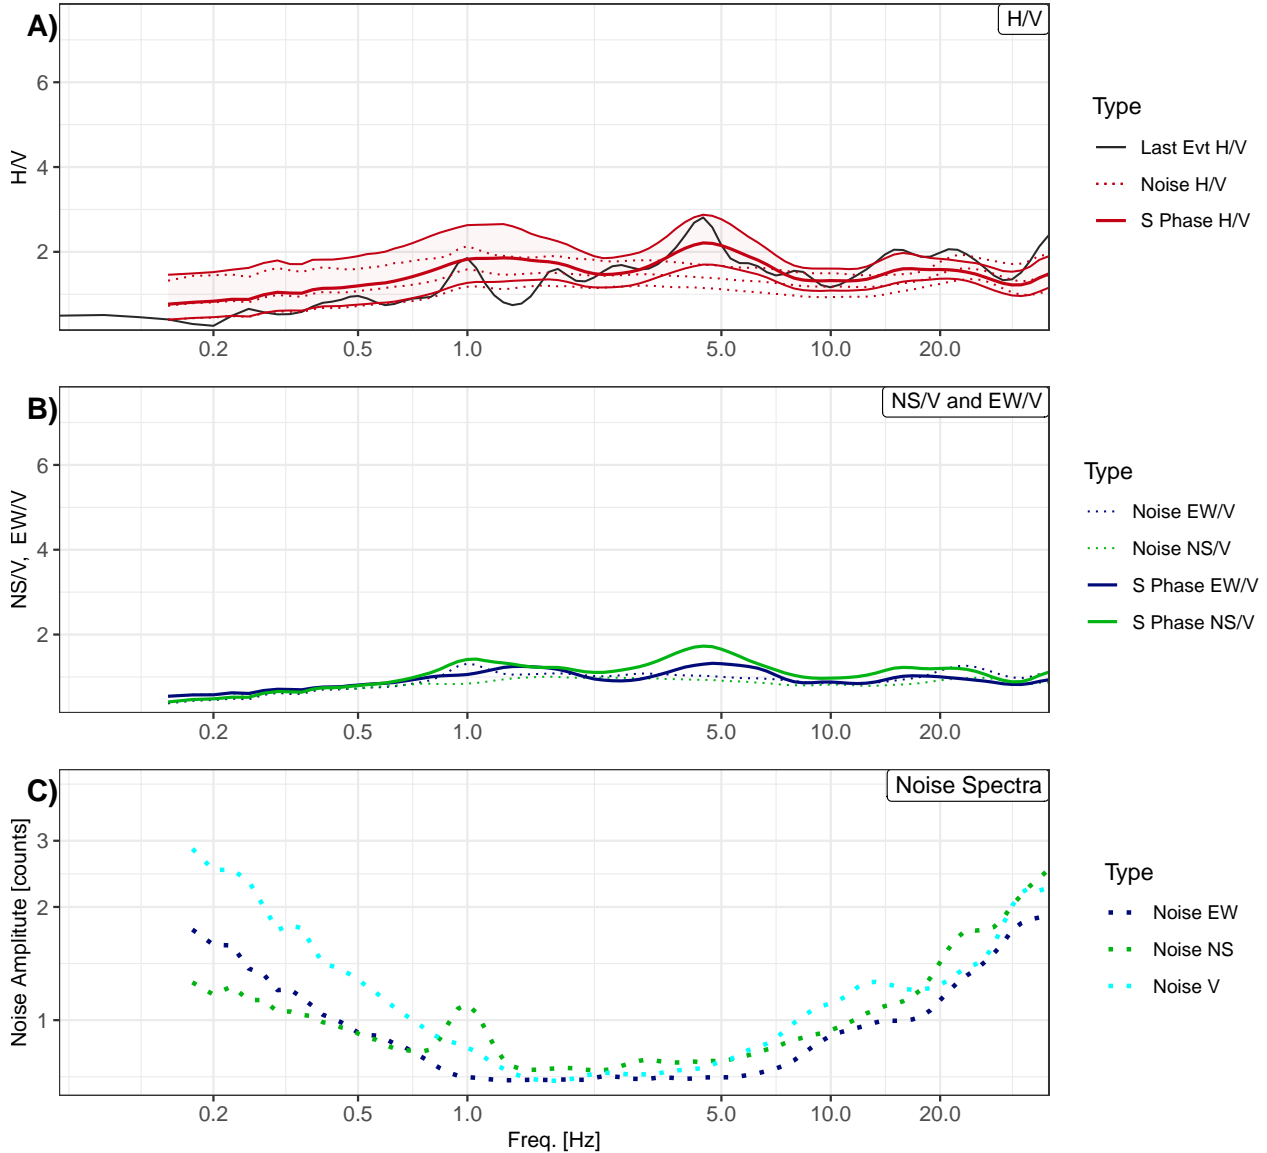 A)
H/V
H/V
6
4
2
0.2 0.5 1.0 5.0 10.0 20.0
Type
Last Evt H/V
Noise H/V
S Phase H/V
B)
NS/V and EW/V
NS/V, EW/V
6
4
2
0.2 0.5 1.0 5.0 10.0 20.0
Type
Noise EW/V
Noise NS/V
S Phase EW/V
S Phase NS/V
C)
Noise Spectra
Noise Amplitude [counts]
3
2
1
0.2 0.5 1.0 5.0 10.0 20.0
Freq. [Hz]
Type
Noise EW
Noise NS
Noise V